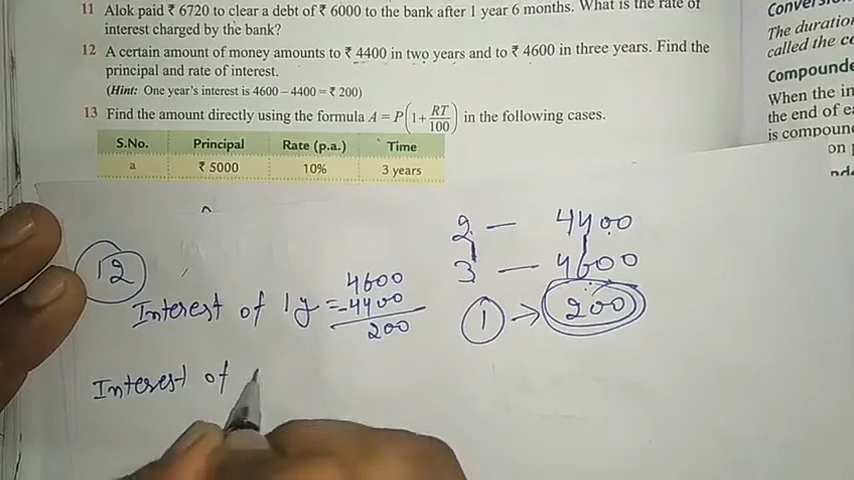 11 Alok paid ₹ 6720 to clear a debt of ₹ 6000 to the bank after 1 year 6 months. What is the rate of
interest charged by the bank?
12 A certain amount of money amounts to ₹ 4400 in two years and to ₹ 4600 in three years. Find the
principal and rate of interest.
(Hint: One year's interest is 4600 – 4400 = ₹ 200)
13 Find the amount directly using the formula A = P(1+RT/100) in the following cases.
S.No. Principal Rate (p.a.) Time
a ₹ 5000 10% 3 years
The duration
called the
Compounde
When the in
the end of
is compoun
on
12
Interest of 1y = 4600
-4400
200
2 — 4400
3 — 4600
1 → 200
Interest of